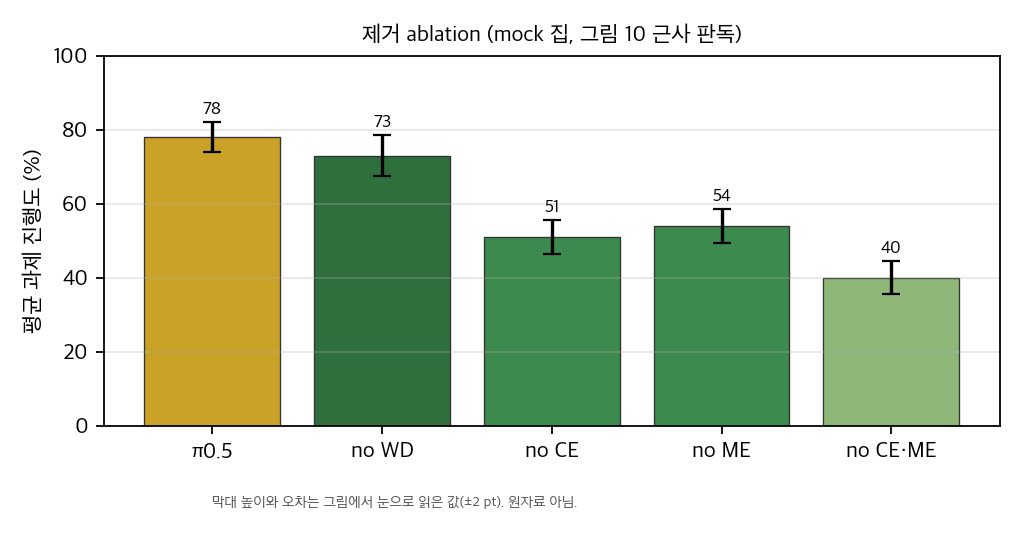 제거 ablation (mock 집, 그림 10 근사 판독)
평균 과제 진행도 (%)
100
80
60
40
20
0
78
73
51
54
40
π0.5
no WD
no CE
no ME
no CE·ME
막대 높이와 오차는 그림에서 눈으로 읽은 값(±2 pt). 원자료 아님.